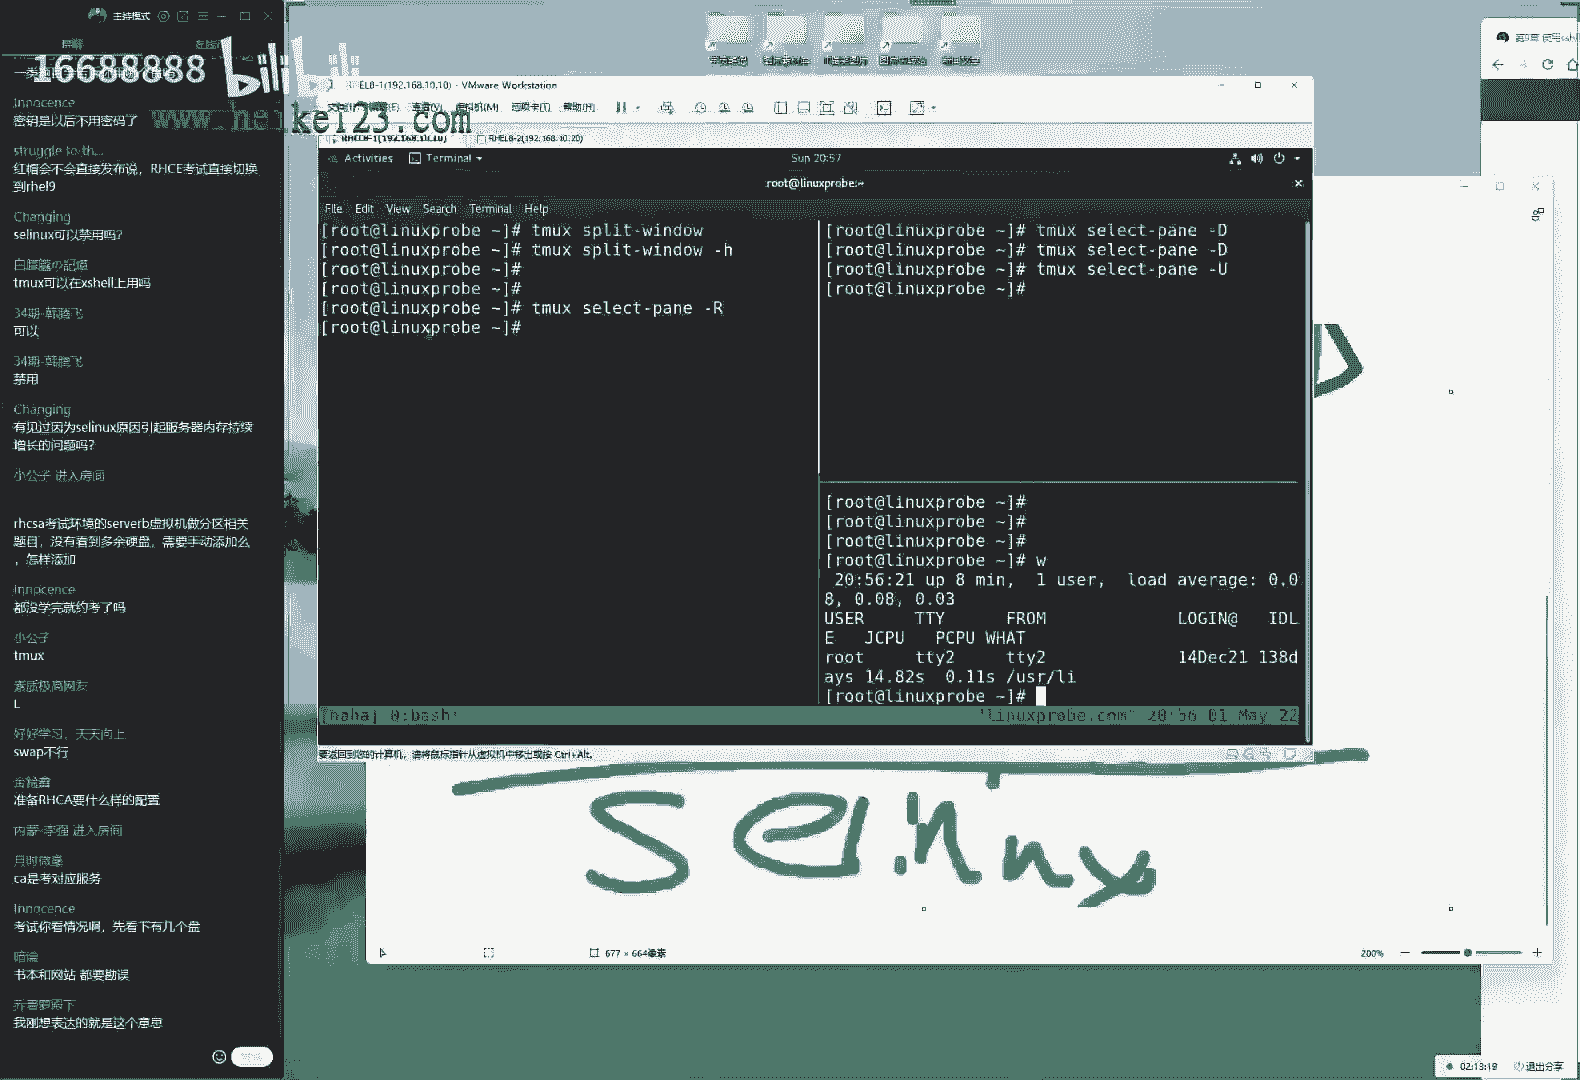 主持模式
16688888
bilibili
www.heike123.com
Innocence
密钥是以后不用密码了
struggle to th...
红帽会不会直接发布说，RHCE考试直接切换
到rhel9
Changing
selinux可以禁用吗?
tmux可以在xshell上用吗
34期-韩腾飞
可以
34期-韩腾飞
禁用
Changing
有见过因为selinux原因引起服务器内存持续
增长的问题吗?
小公子 进入房间
rhcsa考试环境的serverb虚拟机做分区相关
题目，没有看到多余硬盘，需要手动添加么
，怎样添加
Innocence
都没学完就约考了吗
小公子
tmux
素质极高网友
L
好好学习，天天向上
swap不行
准备RHCA要什么样的配置
内蒙-李强 进入房间
月时微毫
ca是考对应服务
Innocence
考试你看情况啊，先看下有几个盘
书本和网站 都要勘误
我刚想表达的就是这个意思
RHEL8-1(192.168.10.10) - VMware Workstation
虚拟机(M) 选项卡(T) 帮助(H)
RHEL8-1(192.168.10.10)
RHEL8-2(192.168.10.20)
Activities
Terminal
Sun 20:57
root@linuxprobe:~
File Edit View Search Terminal Help
[root@linuxprobe ~]# tmux split-window
[root@linuxprobe ~]# tmux split-window -h
[root@linuxprobe ~]#
[root@linuxprobe ~]#
[root@linuxprobe ~]# tmux select-pane -R
[root@linuxprobe ~]#
[root@linuxprobe ~]# tmux select-pane -D
[root@linuxprobe ~]# tmux select-pane -D
[root@linuxprobe ~]# tmux select-pane -U
[root@linuxprobe ~]#
[root@linuxprobe ~]#
[root@linuxprobe ~]#
[root@linuxprobe ~]#
[root@linuxprobe ~]# w
20:56:21 up 8 min, 1 user, load average: 0.0
8, 0.08, 0.03
USER TTY FROM LOGIN@ IDL
E JCPU PCPU WHAT
root tty2 tty2 14Dec21 138d
ays 14.82s 0.11s /usr/li
[root@linuxprobe ~]#
[haha] 0:bash*
"linuxprobe.com" 20:56 01 May 22
要返回到您的计算机，请将鼠标指针从虚拟机中移出或按 Ctrl+Alt。
Selinux
677 × 664像素
200%
02:13:19
退出分享